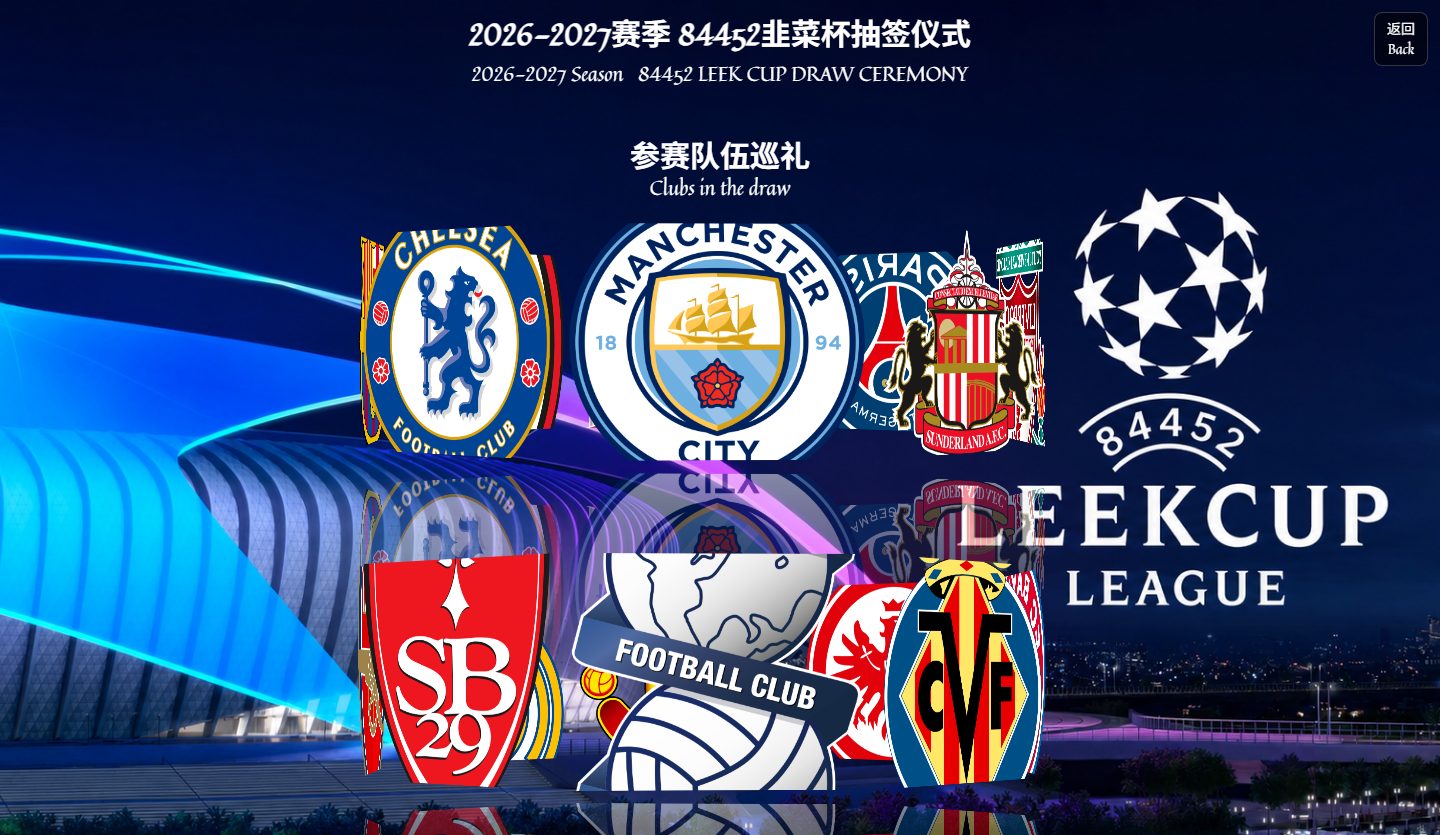 2026-2027赛季 84452韭菜杯抽签仪式
2026-2027 Season 84452 LEEK CUP DRAW CEREMONY
返回
Back
参赛队伍巡礼
Clubs in the draw
CHELSEA
FOOTBALL CLUB
MANCHESTER
18 94
CITY
PARIS
SUNDERLAND A.F.C.
84452
LEEKCUP
LEAGUE
SB
29
FOOTBALL CLUB
CVF